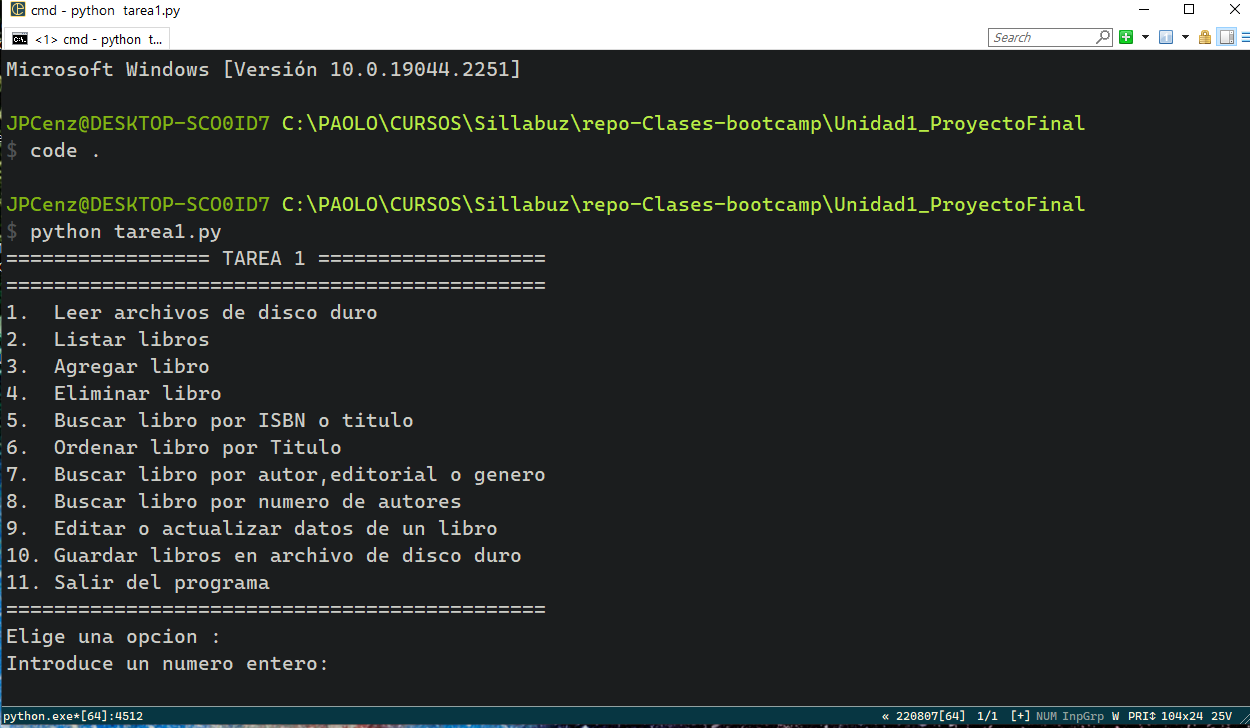 cmd - python  tarea1.py
<1> cmd - python  t...
Search
Microsoft Windows [Versión 10.0.19044.2251]
JPCenz@DESKTOP-SCO0ID7 C:\PAOLO\CURSOS\Sillabuz\repo-Clases-bootcamp\Unidad1_ProyectoFinal
$ code .
JPCenz@DESKTOP-SCO0ID7 C:\PAOLO\CURSOS\Sillabuz\repo-Clases-bootcamp\Unidad1_ProyectoFinal
$ python tarea1.py
================= TAREA 1 ===================
=============================================
1.  Leer archivos de disco duro
2.  Listar libros
3.  Agregar libro
4.  Eliminar libro
5.  Buscar libro por ISBN o titulo
6.  Ordenar libro por Titulo
7.  Buscar libro por autor,editorial o genero
8.  Buscar libro por numero de autores
9.  Editar o actualizar datos de un libro
10. Guardar libros en archivo de disco duro
11. Salir del programa
=============================================
Elige una opcion :
Introduce un numero entero:
python.exe*[64]:4512 « 220807[64] 1/1 [+] NUM InpGrp W PRI↕ 104x24 25V